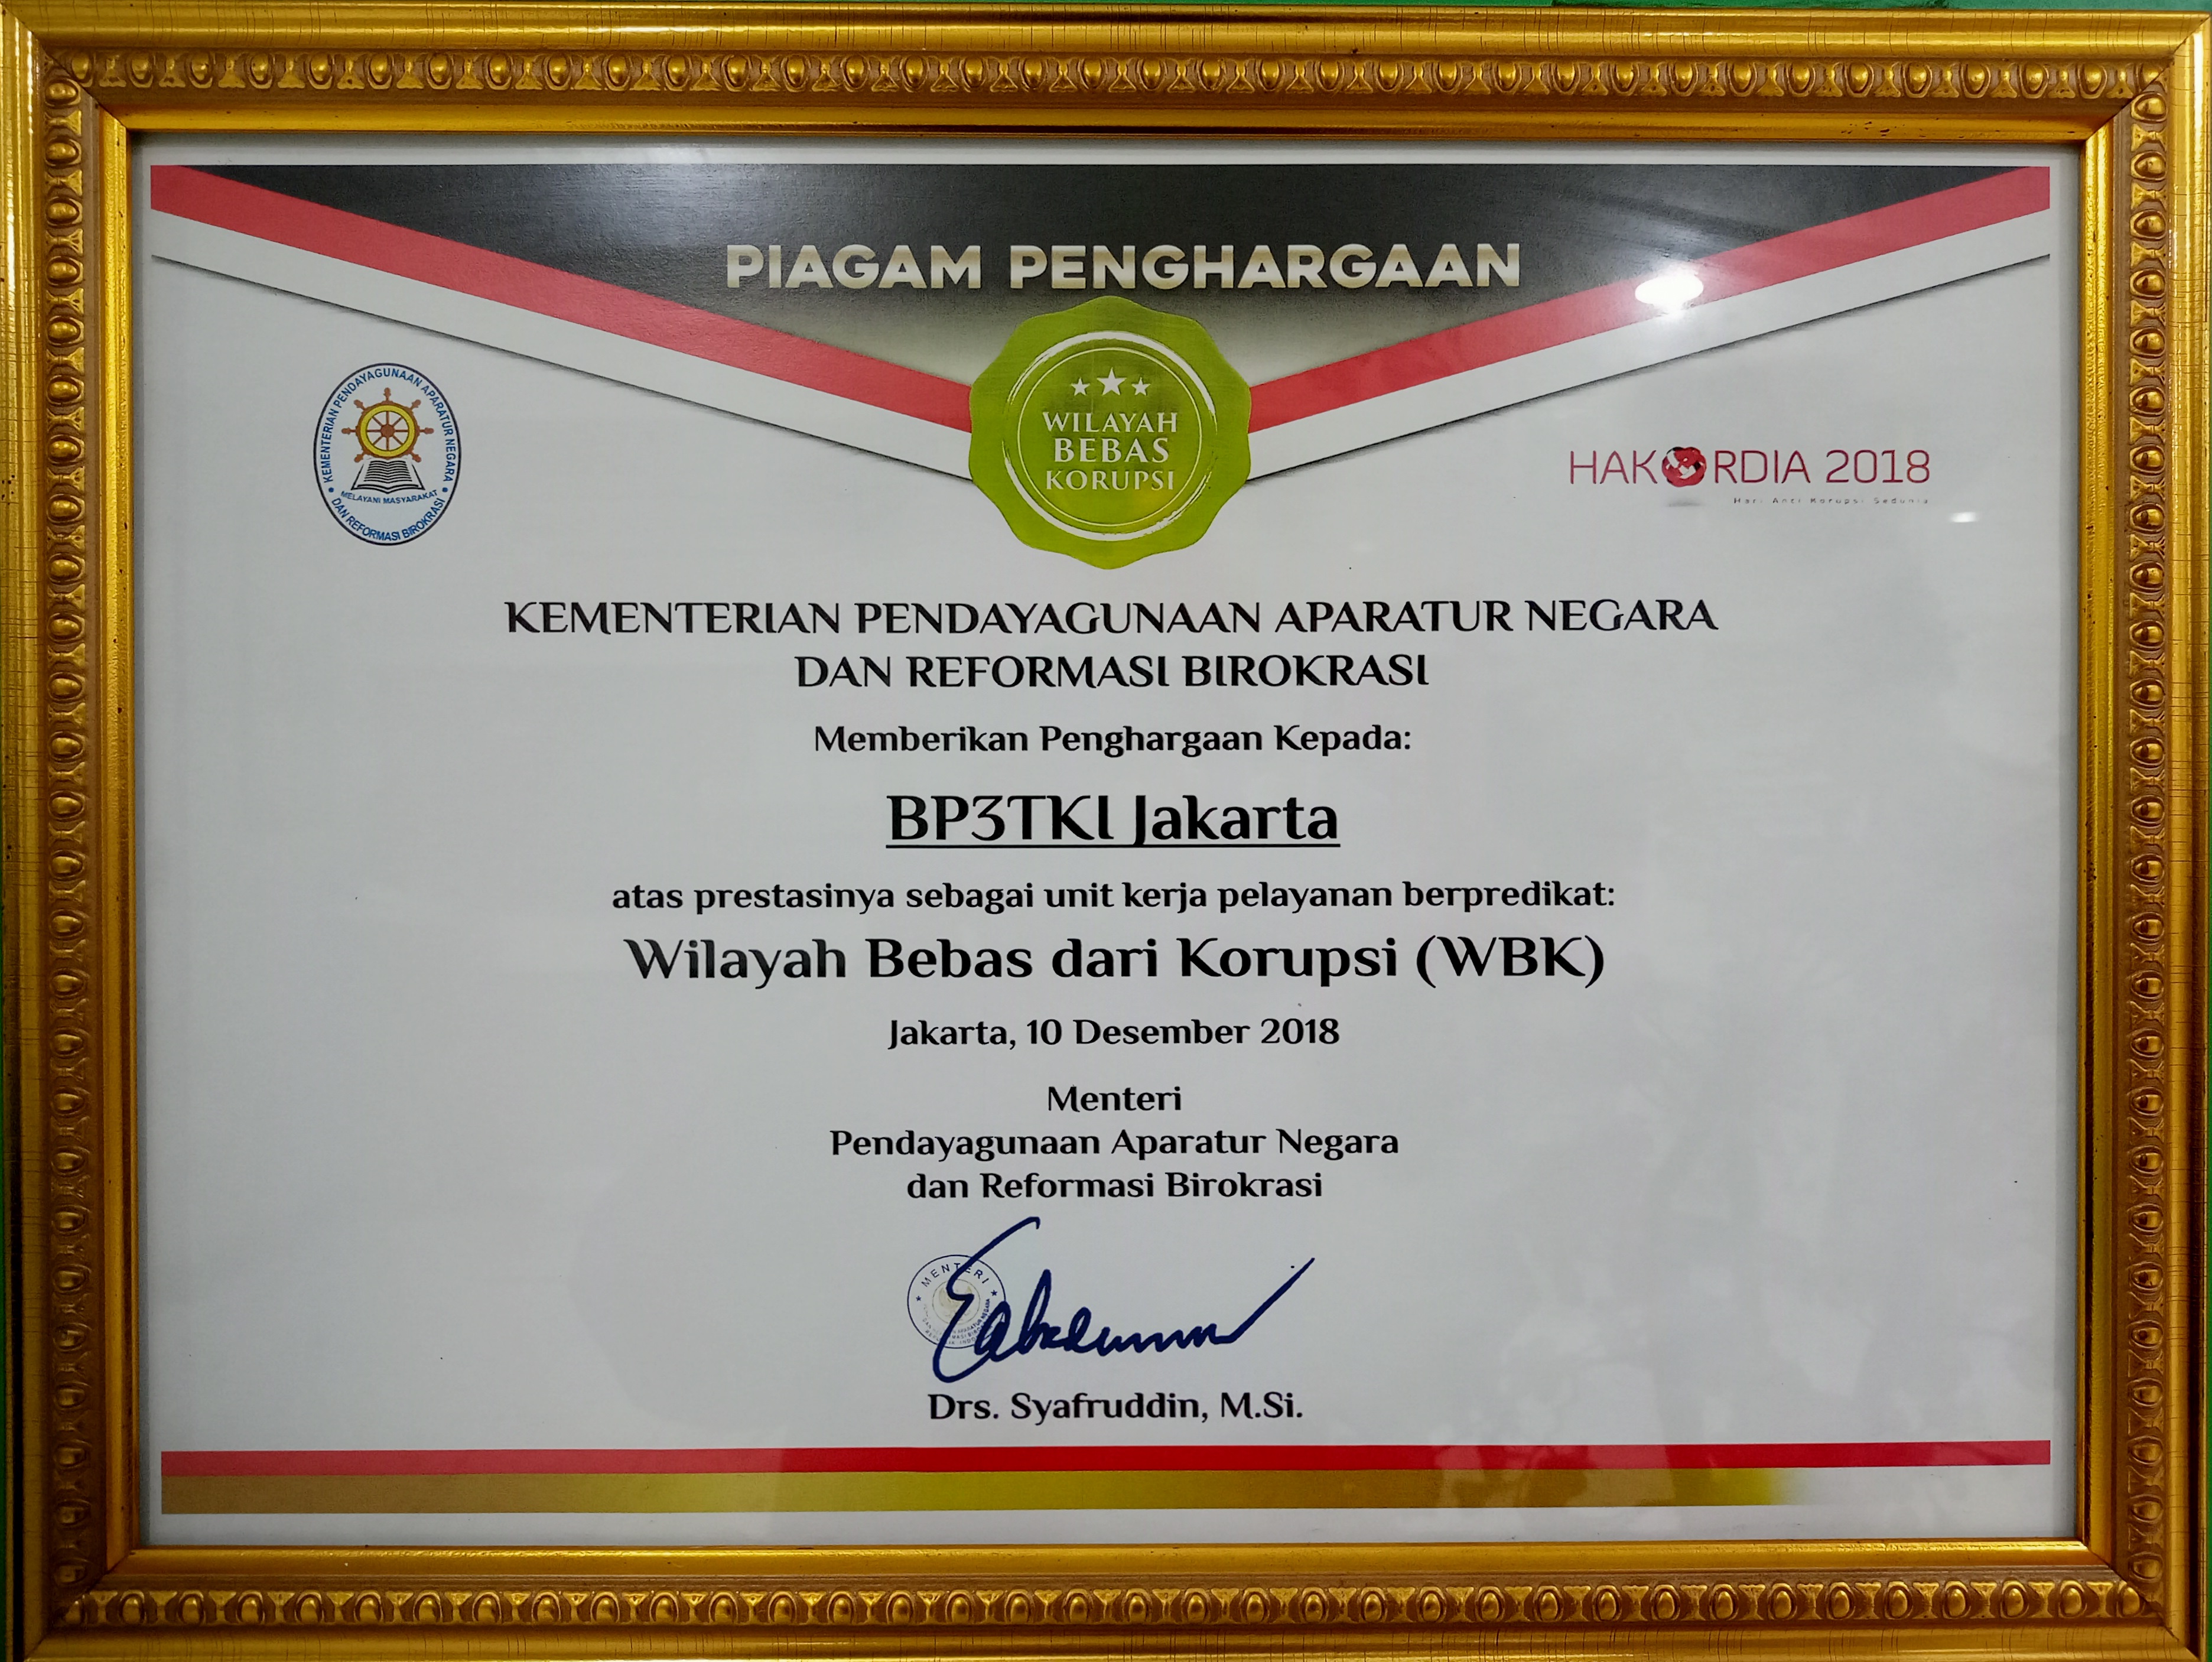 PIAGAM PENGHARGAAN
WILAYAH
BEBAS
KORUPSI
KEMENTERIAN PENDAYAGUNAAN APARATUR NEGARA
DAN REFORMASI BIROKRASI
MELAYANI MASYARAKAT
HAKORDIA 2018
Hari Anti Korupsi Sedunia
KEMENTERIAN PENDAYAGUNAAN APARATUR NEGARA
DAN REFORMASI BIROKRASI
Memberikan Penghargaan Kepada:
BP3TKI Jakarta
atas prestasinya sebagai unit kerja pelayanan berpredikat:
Wilayah Bebas dari Korupsi (WBK)
Jakarta, 10 Desember 2018
Menteri
Pendayagunaan Aparatur Negara
dan Reformasi Birokrasi
MENTERI
Drs. Syafruddin, M.Si.